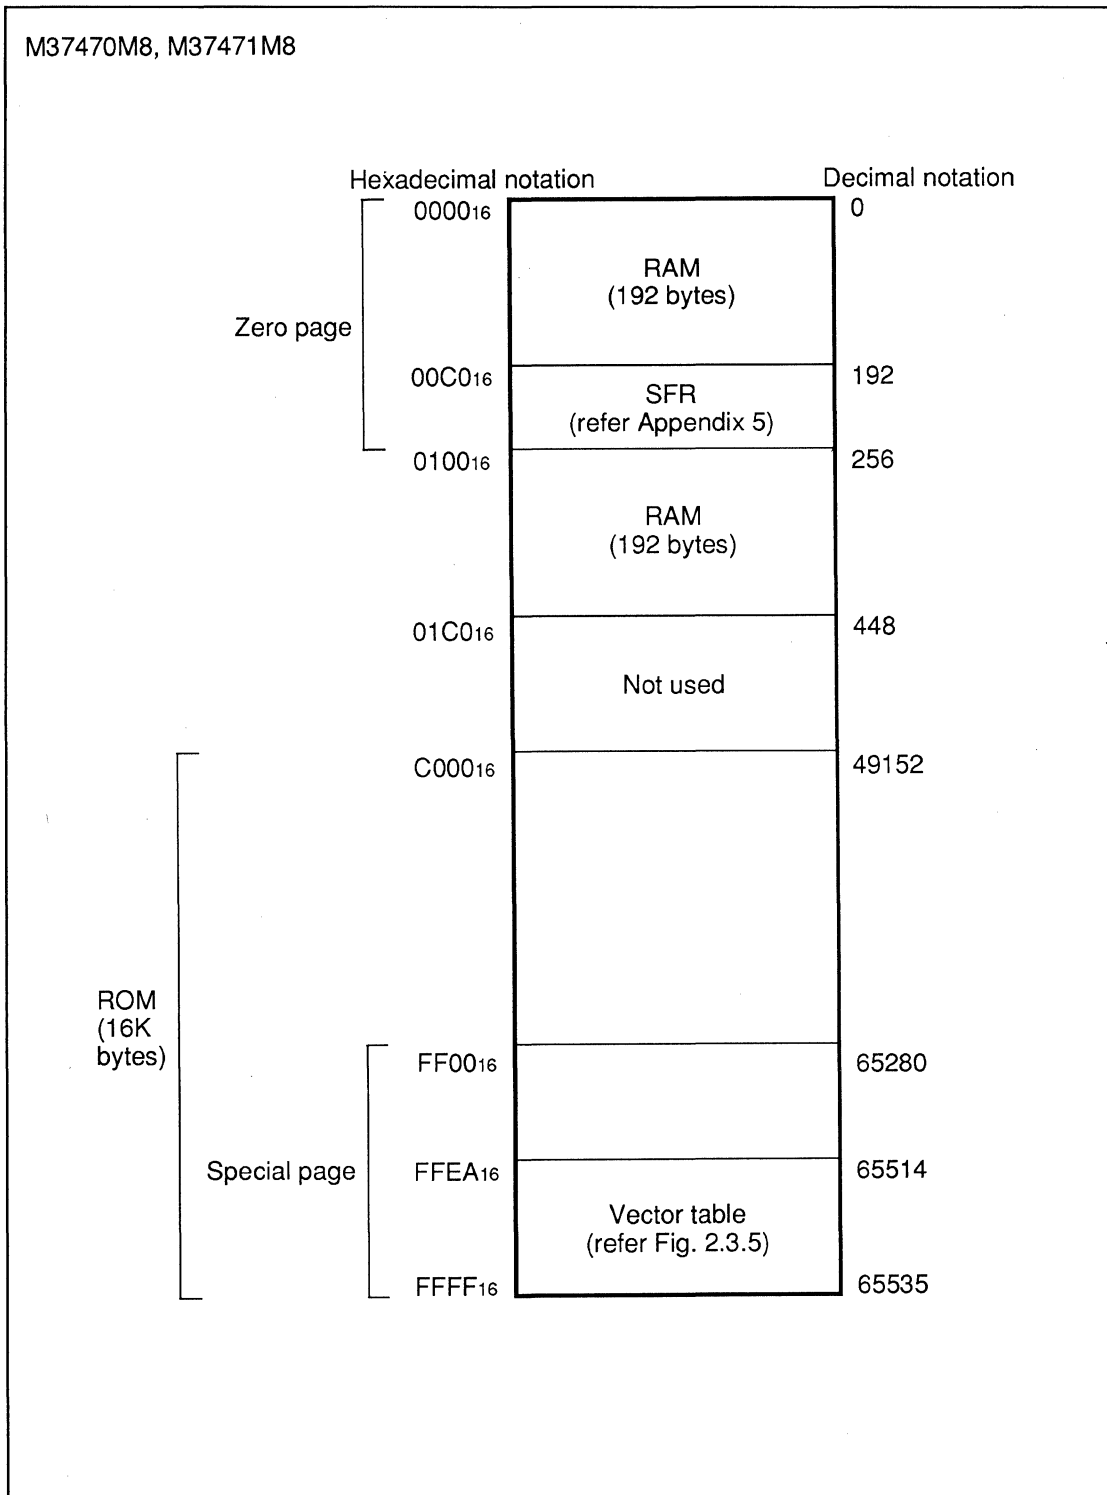 M37470M8, M37471M8
Hexadecimal notation
Decimal notation
0000₁₆
0
RAM
(192 bytes)
Zero page
00C0₁₆
192
SFR
(refer Appendix 5)
0100₁₆
256
RAM
(192 bytes)
01C0₁₆
448
Not used
C000₁₆
49152
ROM
(16K
bytes)
FF00₁₆
65280
Special page
FFEA₁₆
65514
Vector table
(refer Fig. 2.3.5)
FFFF₁₆
65535